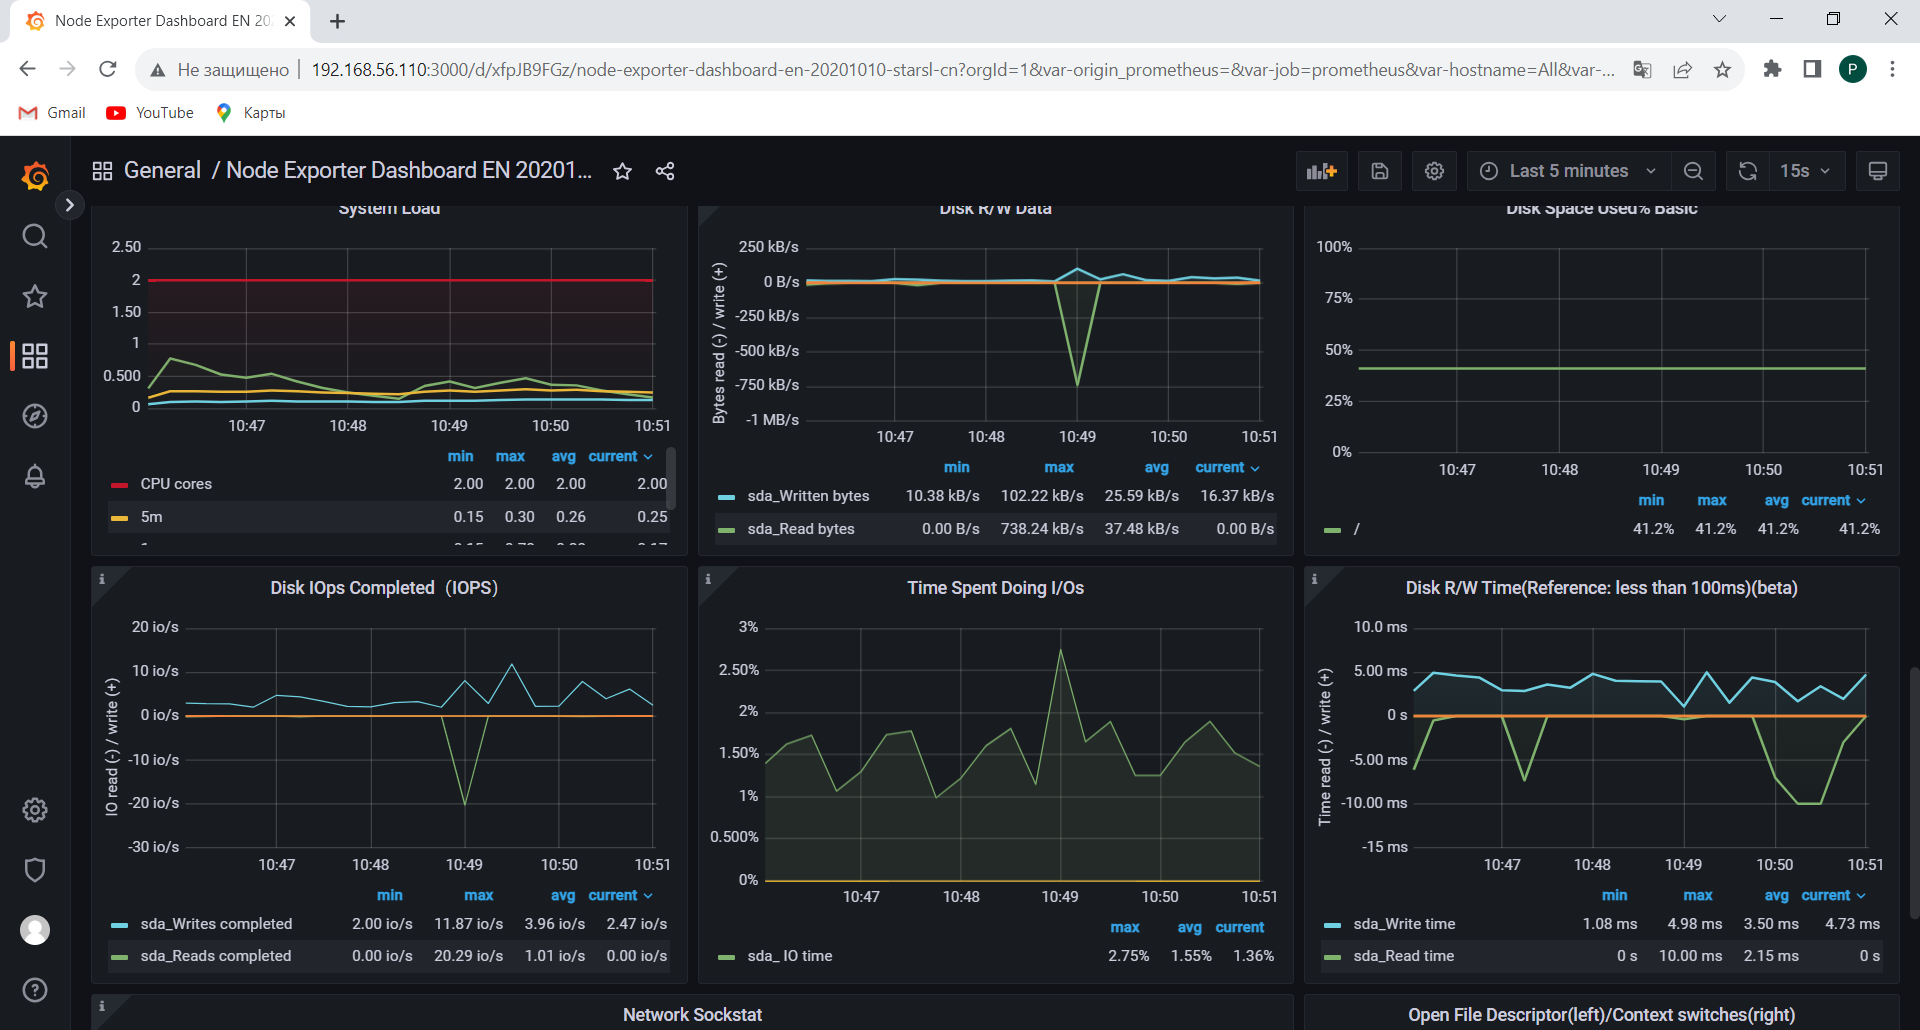 Node Exporter Dashboard EN 20
Не защищено
192.168.56.110:3000/d/xfpJB9FGz/node-exporter-dashboard-en-20201010-starsl-cn?orgId=1&var-origin_prometheus=&var-job=prometheus&var-hostname=All&var-...
P
Gmail
YouTube
Карты
General / Node Exporter Dashboard EN 20201...
Last 5 minutes
15s
System Load
2.50
2
1.50
1
0.500
0
10:47 10:48 10:49 10:50 10:51
min max avg current
CPU cores 2.00 2.00 2.00 2.00
5m 0.15 0.30 0.26 0.25
Disk R/W Data
Bytes read (-) / write (+)
250 kB/s
0 B/s
-250 kB/s
-500 kB/s
-750 kB/s
-1 MB/s
10:47 10:48 10:49 10:50 10:51
min max avg current
sda_Written bytes 10.38 kB/s 102.22 kB/s 25.59 kB/s 16.37 kB/s
sda_Read bytes 0.00 B/s 738.24 kB/s 37.48 kB/s 0.00 B/s
Disk Space Used% Basic
100%
75%
50%
25%
0%
10:47 10:48 10:49 10:50 10:51
min max avg current
/ 41.2% 41.2% 41.2% 41.2%
Disk IOps Completed（IOPS）
IO read (-) / write (+)
20 io/s
10 io/s
0 io/s
-10 io/s
-20 io/s
-30 io/s
10:47 10:48 10:49 10:50 10:51
min max avg current
sda_Writes completed 2.00 io/s 11.87 io/s 3.96 io/s 2.47 io/s
sda_Reads completed 0.00 io/s 20.29 io/s 1.01 io/s 0.00 io/s
Time Spent Doing I/Os
3%
2.50%
2%
1.50%
1%
0.500%
0%
10:47 10:48 10:49 10:50 10:51
max avg current
sda_ IO time 2.75% 1.55% 1.36%
Disk R/W Time(Reference: less than 100ms)(beta)
Time read (-) / write (+)
10.0 ms
5.00 ms
0 s
-5.00 ms
-10.00 ms
-15 ms
10:47 10:48 10:49 10:50 10:51
min max avg current
sda_Write time 1.08 ms 4.98 ms 3.50 ms 4.73 ms
sda_Read time 0 s 10.00 ms 2.15 ms 0 s
Network Sockstat
Open File Descriptor(left)/Context switches(right)